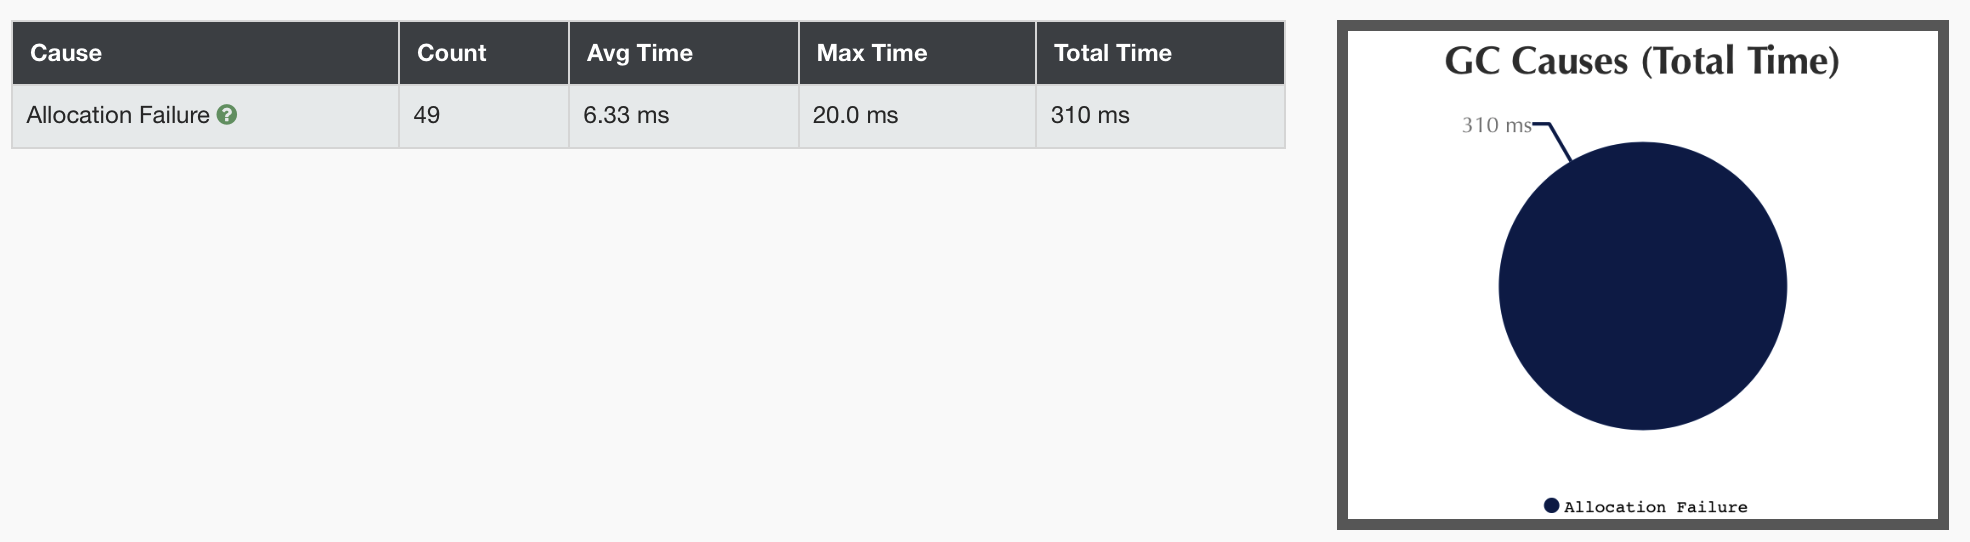 Cause Count Avg Time Max Time Total Time
Allocation Failure ? 49 6.33 ms 20.0 ms 310 ms
GC Causes (Total Time)
310 ms
Allocation Failure